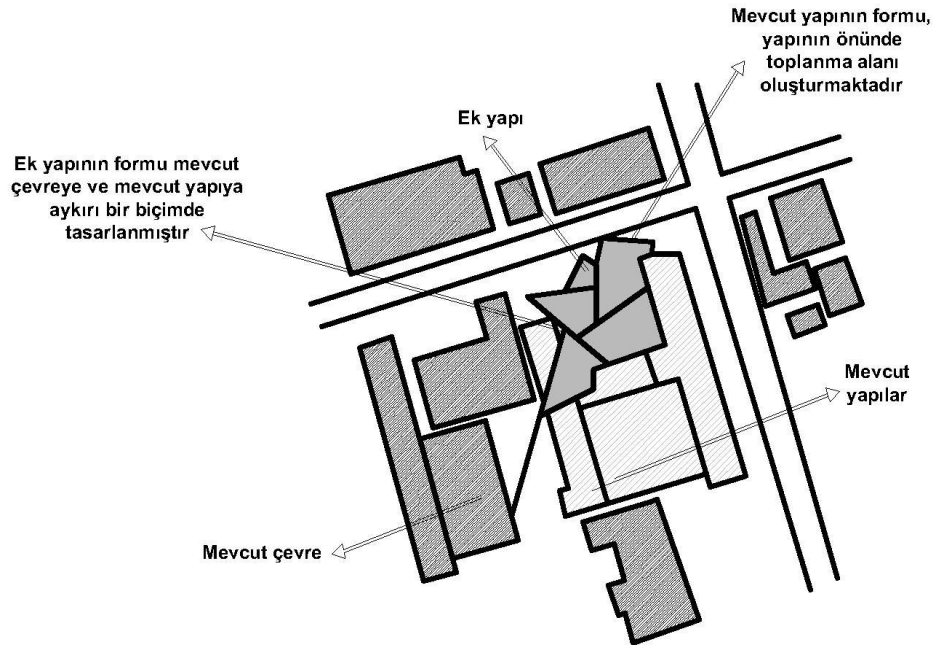 Mevcut yapının formu,
yapının önünde
toplanma alanı
oluşturmaktadır
Ek yapı
Ek yapının formu mevcut
çevreye ve mevcut yapıya
aykırı bir biçimde
tasarlanmıştır
Mevcut
yapılar
Mevcut çevre